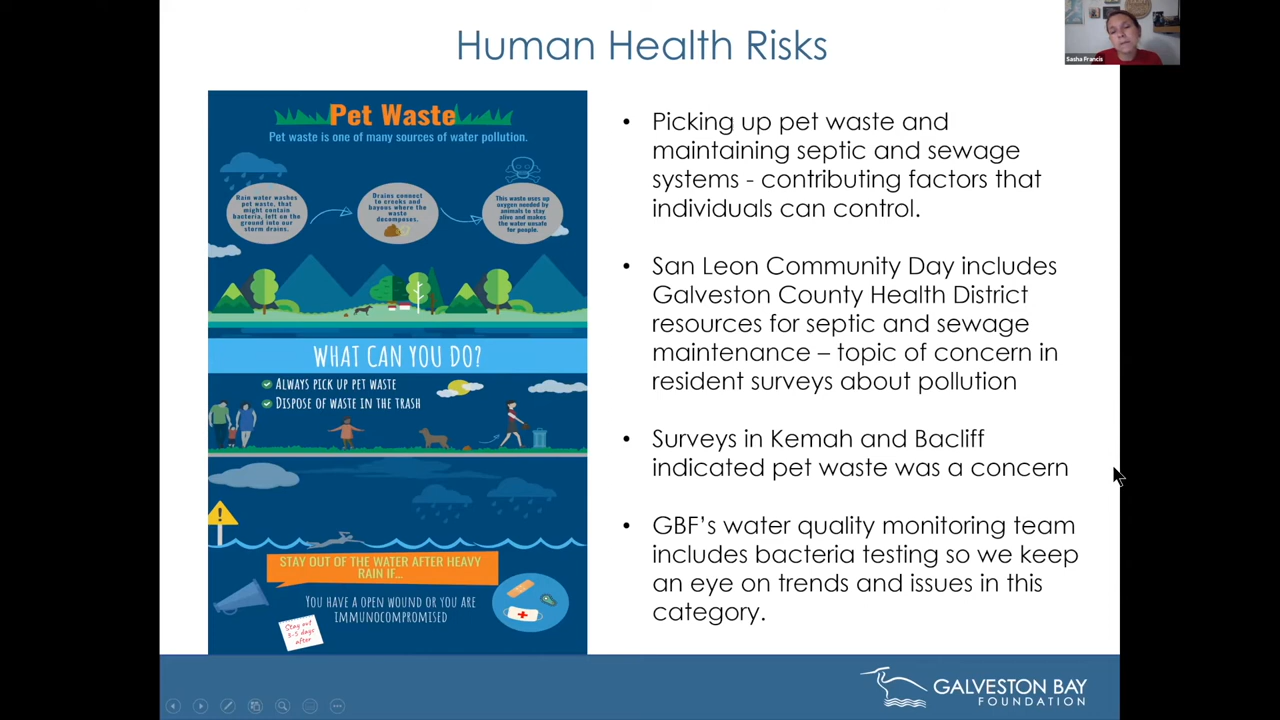 Human Health Risks
Sasha Francis
Pet Waste
Pet waste is one of many sources of water pollution.
Rain water washes
pet waste, that
might contain
bacteria, left on the
ground into our
storm drains.
Drains connect
to creeks and
bayous where the
waste
decomposes.
This waste uses up
oxygen needed by
animals to stay
alive and makes
the water unsafe
for people.
WHAT CAN YOU DO?
ALWAYS PICK UP PET WASTE
DISPOSE OF WASTE IN THE TRASH
STAY OUT OF THE WATER AFTER HEAVY
RAIN IF...
YOU HAVE A OPEN WOUND OR YOU ARE
IMMUNOCOMPROMISED
Stay out
3-5 days
after
• Picking up pet waste and
maintaining septic and sewage
systems - contributing factors that
individuals can control.
• San Leon Community Day includes
Galveston County Health District
resources for septic and sewage
maintenance – topic of concern in
resident surveys about pollution
• Surveys in Kemah and Bacliff
indicated pet waste was a concern
• GBF's water quality monitoring team
includes bacteria testing so we keep
an eye on trends and issues in this
category.
GALVESTON BAY
FOUNDATION